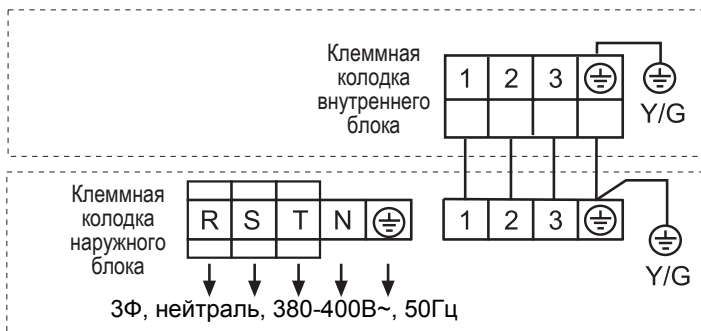 Клеммная
колодка
внутреннего
блока
1 2 3
Y/G
Клеммная
колодка
наружного
блока
R S T N
1 2 3
Y/G
3Ф, нейтраль, 380-400В~, 50Гц